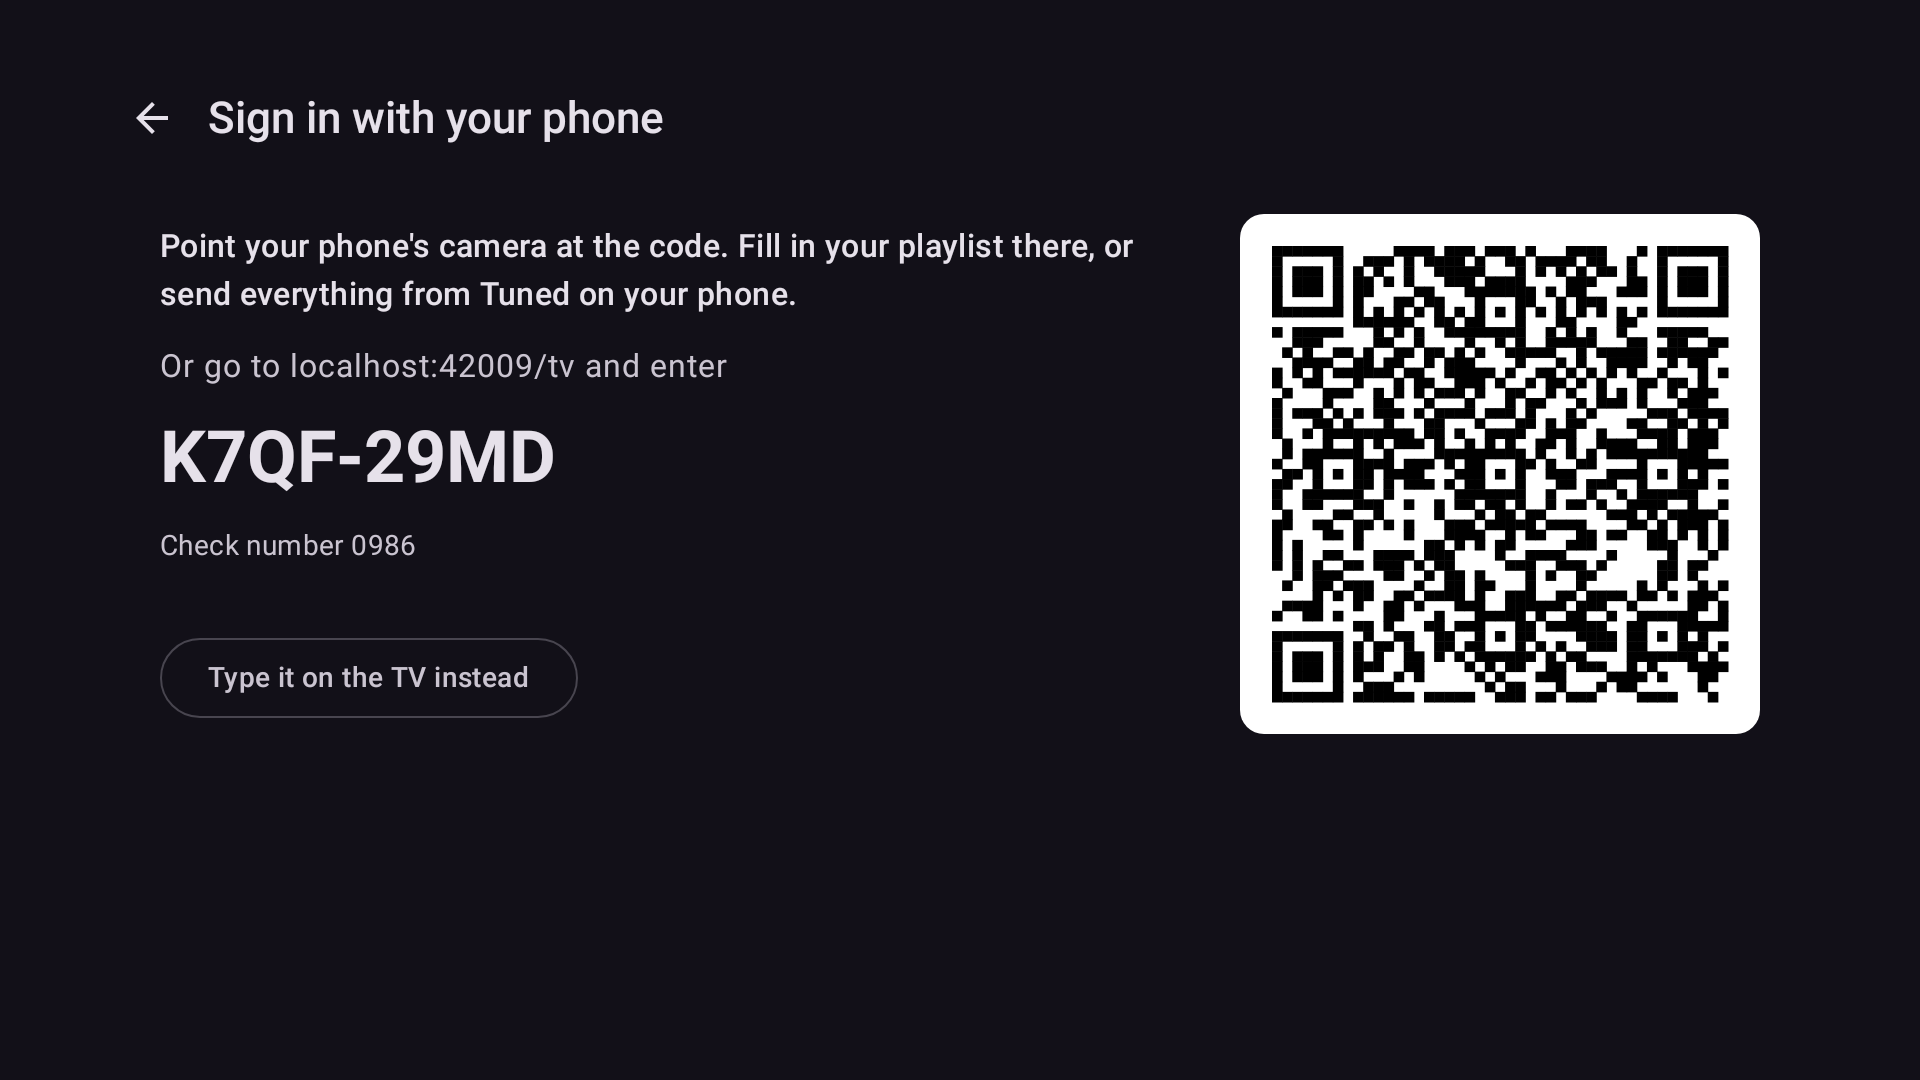 Sign in with your phone
Point your phone's camera at the code. Fill in your playlist there, or
send everything from Tuned on your phone.
Or go to localhost:42009/tv and enter
K7QF-29MD
Check number 0986
Type it on the TV instead